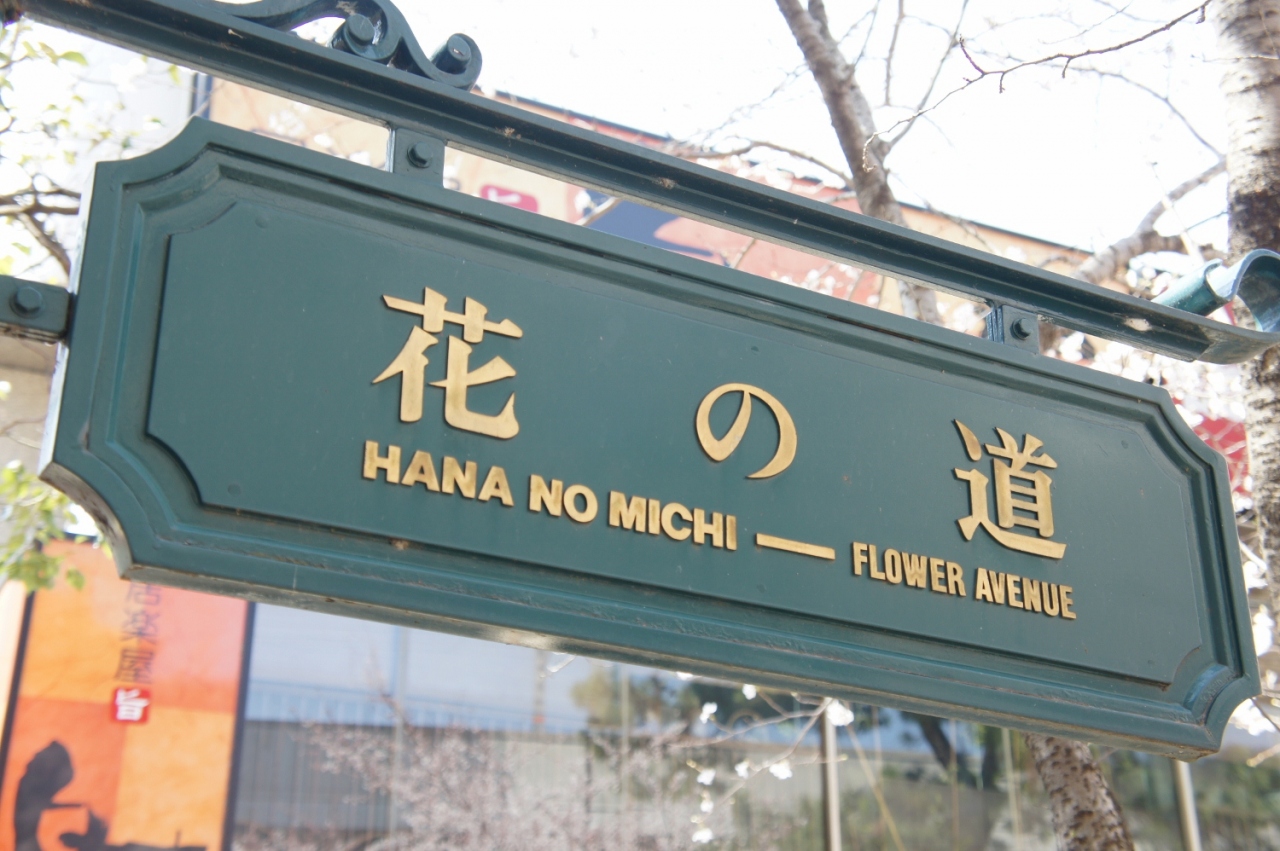 花の道
HANA NO MICHI — FLOWER AVENUE